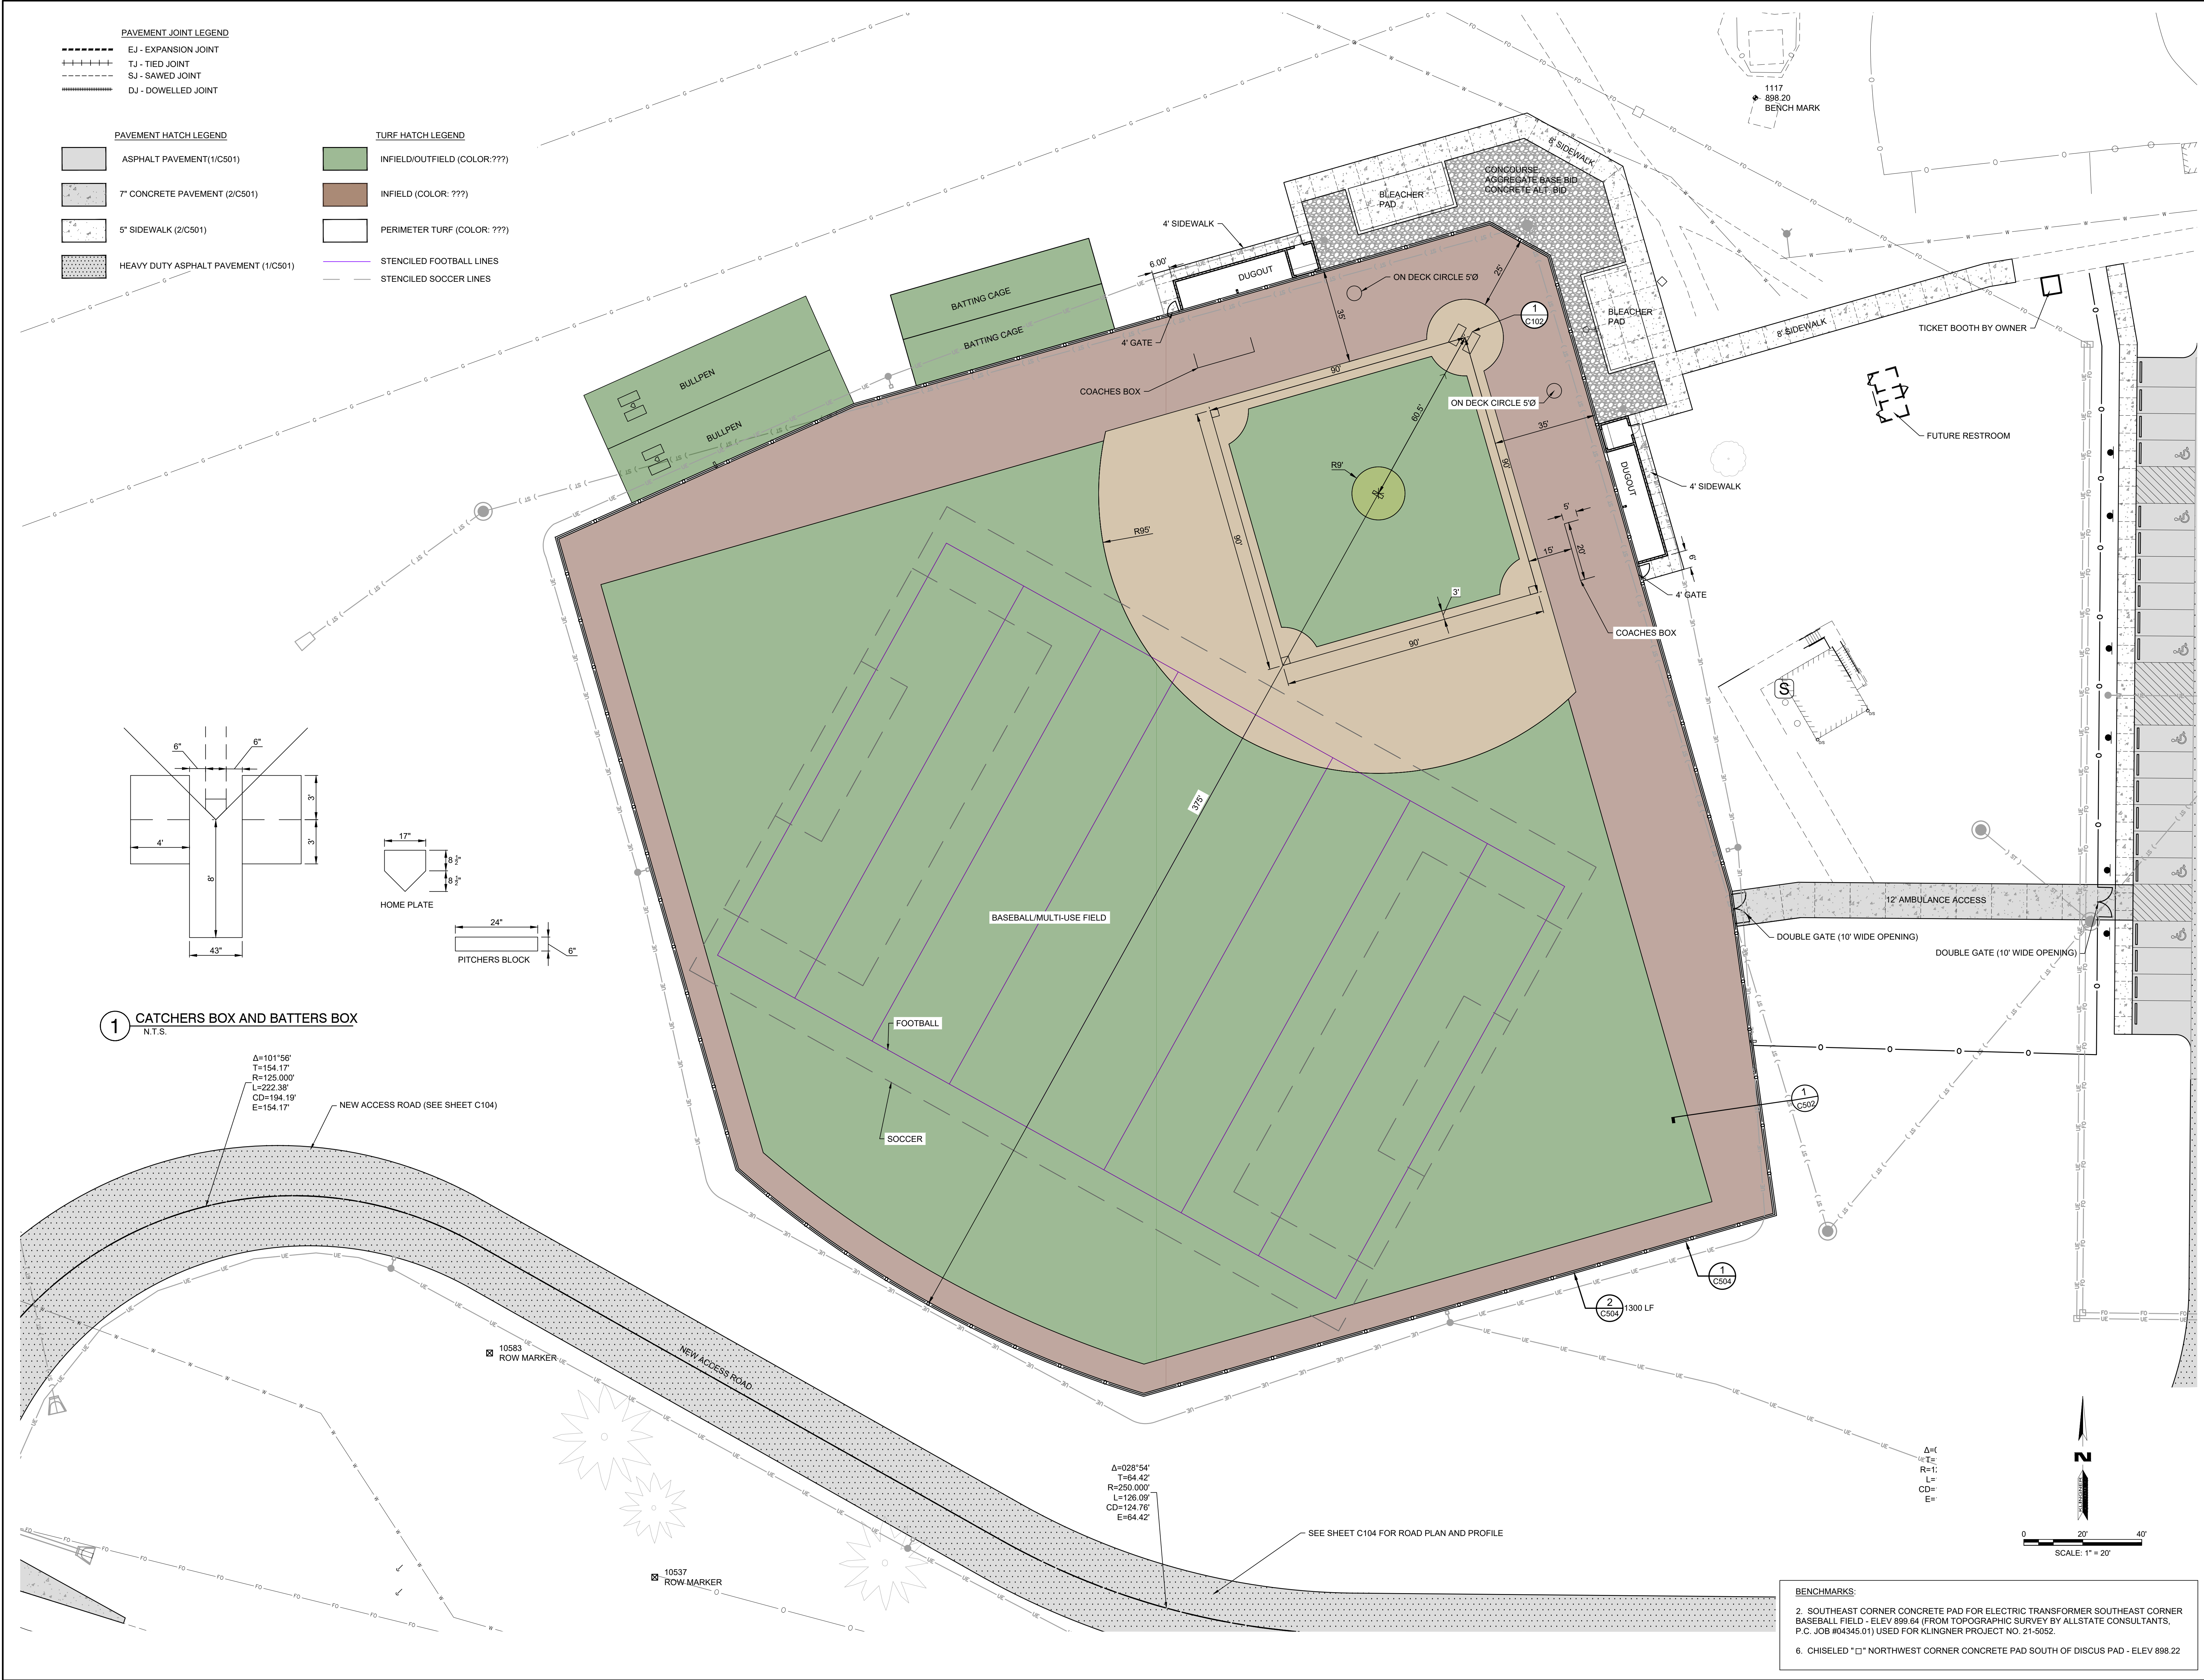 PAVEMENT JOINT LEGEND
EJ - EXPANSION JOINT
TJ - TIED JOINT
SJ - SAWED JOINT
DJ - DOWELLED JOINT
PAVEMENT HATCH LEGEND
ASPHALT PAVEMENT(1/C501)
7" CONCRETE PAVEMENT (2/C501)
5" SIDEWALK (2/C501)
HEAVY DUTY ASPHALT PAVEMENT (1/C501)
TURF HATCH LEGEND
INFIELD/OUTFIELD (COLOR:???)
INFIELD (COLOR: ???)
PERIMETER TURF (COLOR: ???)
STENCILED FOOTBALL LINES
STENCILED SOCCER LINES
1117
898.20
BENCH MARK
8' SIDEWALK
CONCOURSE
AGGREGATE BASE BID
CONCRETE ALT. BID
BLEACHER
PAD
4' SIDEWALK
6.00'
DUGOUT
ON DECK CIRCLE 5'Ø
25'
1
C102
BLEACHER
PAD
8' SIDEWALK
TICKET BOOTH BY OWNER
BATTING CAGE
BATTING CAGE
4' GATE
35'
COACHES BOX
90'
ON DECK CIRCLE 5'Ø
60.5'
35'
FUTURE RESTROOM
BULLPEN
BULLPEN
R9'
90'
DUGOUT
4' SIDEWALK
5'
R95'
90'
15'
20'
6'
3'
4' GATE
90'
COACHES BOX
S
375'
BASEBALL/MULTI-USE FIELD
12' AMBULANCE ACCESS
DOUBLE GATE (10' WIDE OPENING)
DOUBLE GATE (10' WIDE OPENING)
6"
6"
3'
3'
4'
8'
43"
17"
8 1/2"
8 1/2"
HOME PLATE
24"
6"
PITCHERS BLOCK
1
CATCHERS BOX AND BATTERS BOX
N.T.S.
FOOTBALL
SOCCER
Δ=101°56'
T=154.17'
R=125.000'
L=222.38'
CD=194.19'
E=154.17'
NEW ACCESS ROAD (SEE SHEET C104)
1
C502
1
C504
2
C504
1300 LF
10583
ROW MARKER
NEW ACCESS ROAD
Δ=028°54'
T=64.42'
R=250.000'
L=126.09'
CD=124.76'
E=64.42'
SEE SHEET C104 FOR ROAD PLAN AND PROFILE
10537
ROW MARKER
T=
L=
CD=
E=
N
KLINGNER
0 20' 40'
SCALE: 1" = 20'
BENCHMARKS:
2. SOUTHEAST CORNER CONCRETE PAD FOR ELECTRIC TRANSFORMER SOUTHEAST CORNER
BASEBALL FIELD - ELEV 899.64 (FROM TOPOGRAPHIC SURVEY BY ALLSTATE CONSULTANTS,
P.C. JOB #04345.01) USED FOR KLINGNER PROJECT NO. 21-5052.
6. CHISELED "□" NORTHWEST CORNER CONCRETE PAD SOUTH OF DISCUS PAD - ELEV 898.22